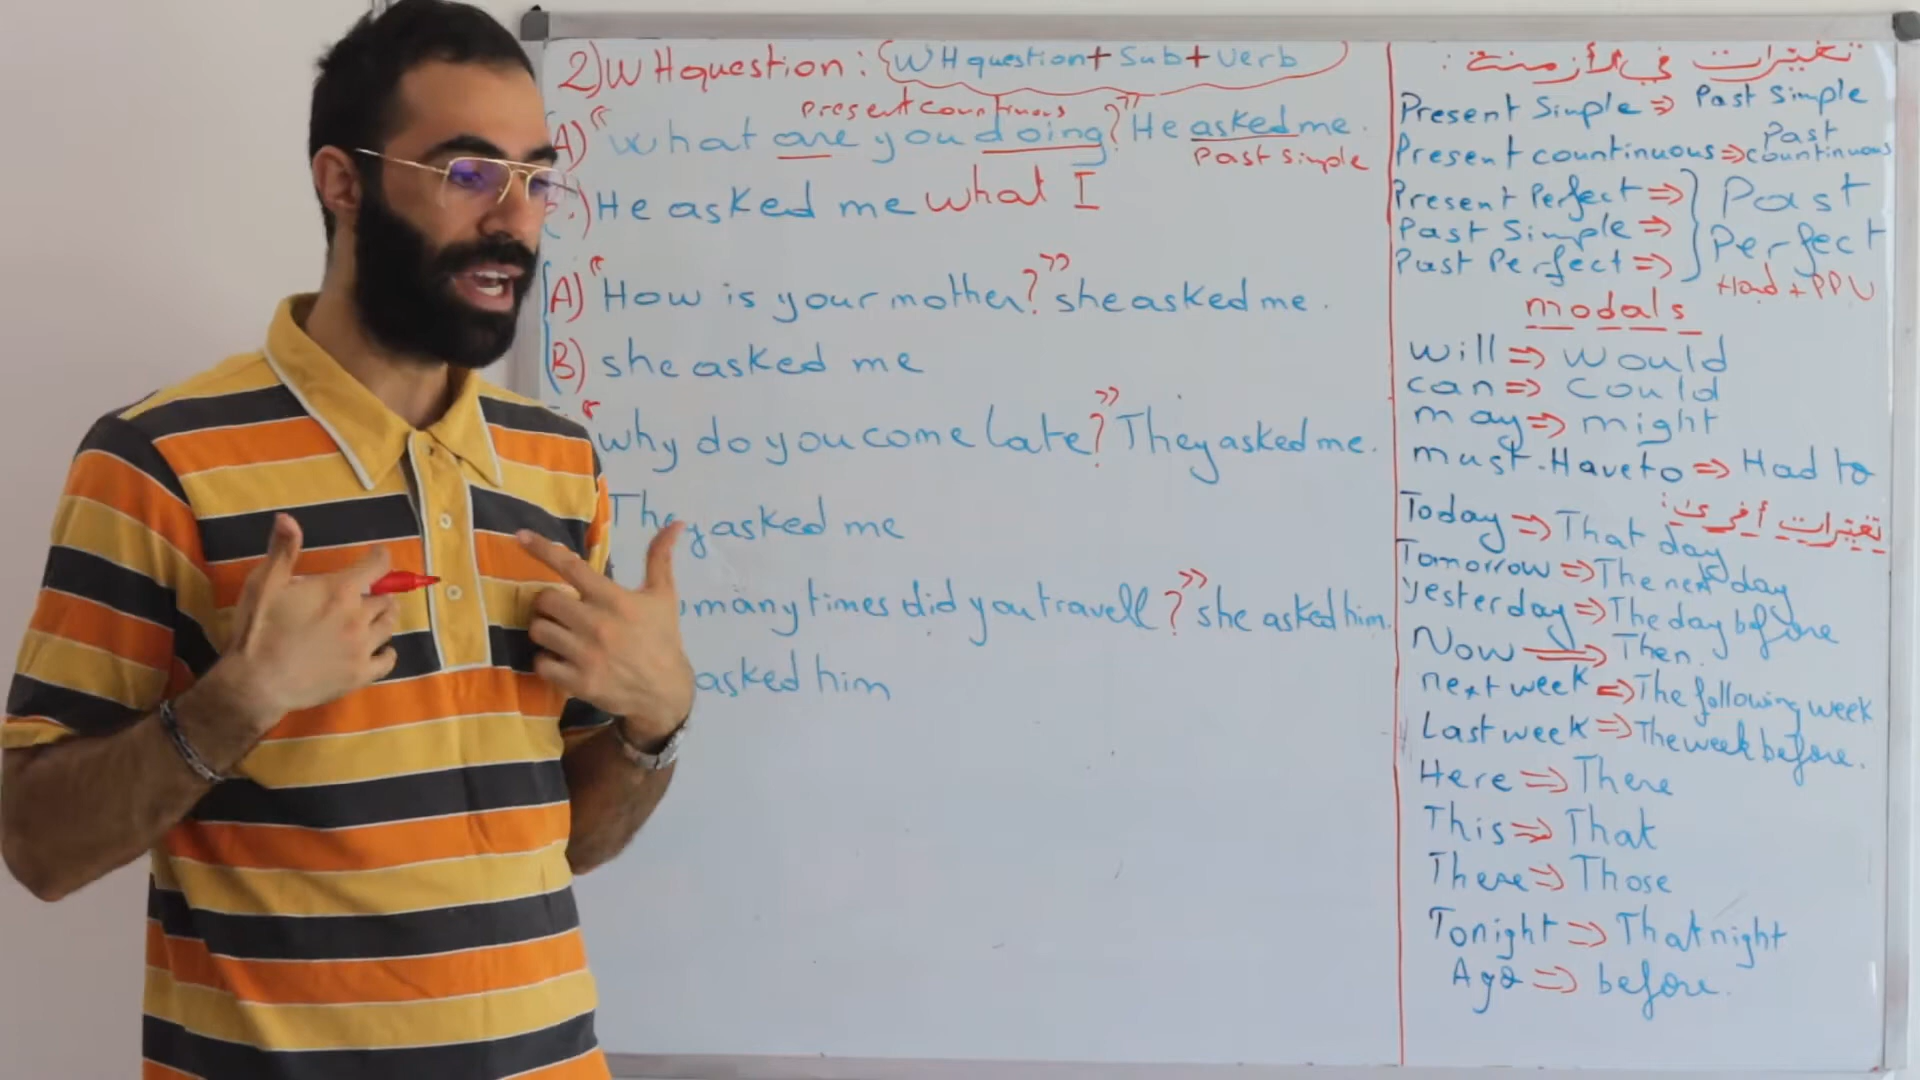 2) WH question : {WH question + Sub + verb
Present countinuous
A) "What are you doing?" He asked me.
Past simple
He asked me what I
A) "How is your mother?" she asked me.
B) she asked me
"why do you come late?" They asked me.
They asked me
many times did you travell?" she asked him.
asked him
تغيرات في الأزمنة :
Present Simple => Past Simple
Present countinuous => Past countinuous
Present Perfect =>
Past Simple =>
Past Perfect =>
} Past Perfect
Had + PPV
modals
will => would
can => could
may => might
must - Have to => Had to
تغيرات أخرى :
Today => That day
Tomorrow => The next day
Yesterday => The day before
Now => Then.
next week => The following week
Last week => The week before.
Here => There
This => That
These => Those
Tonight => That night
Ago => before.